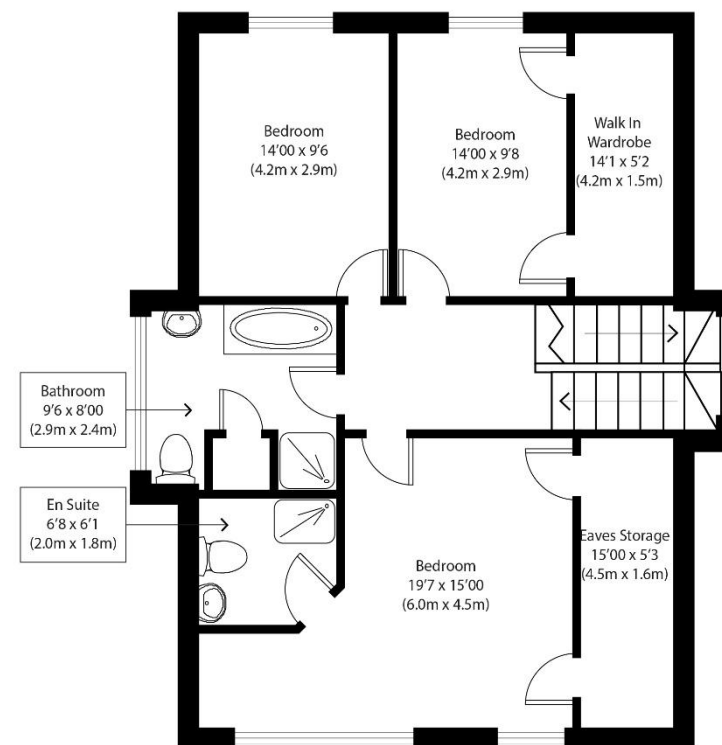 Bedroom
14'00 x 9'6
(4.2m x 2.9m)
Bedroom
14'00 x 9'8
(4.2m x 2.9m)
Walk In
Wardrobe
14'1 x 5'2
(4.2m x 1.5m)
Bathroom
9'6 x 8'00
(2.9m x 2.4m)
En Suite
6'8 x 6'1
(2.0m x 1.8m)
Bedroom
19'7 x 15'00
(6.0m x 4.5m)
Eaves Storage
15'00 x 5'3
(4.5m x 1.6m)